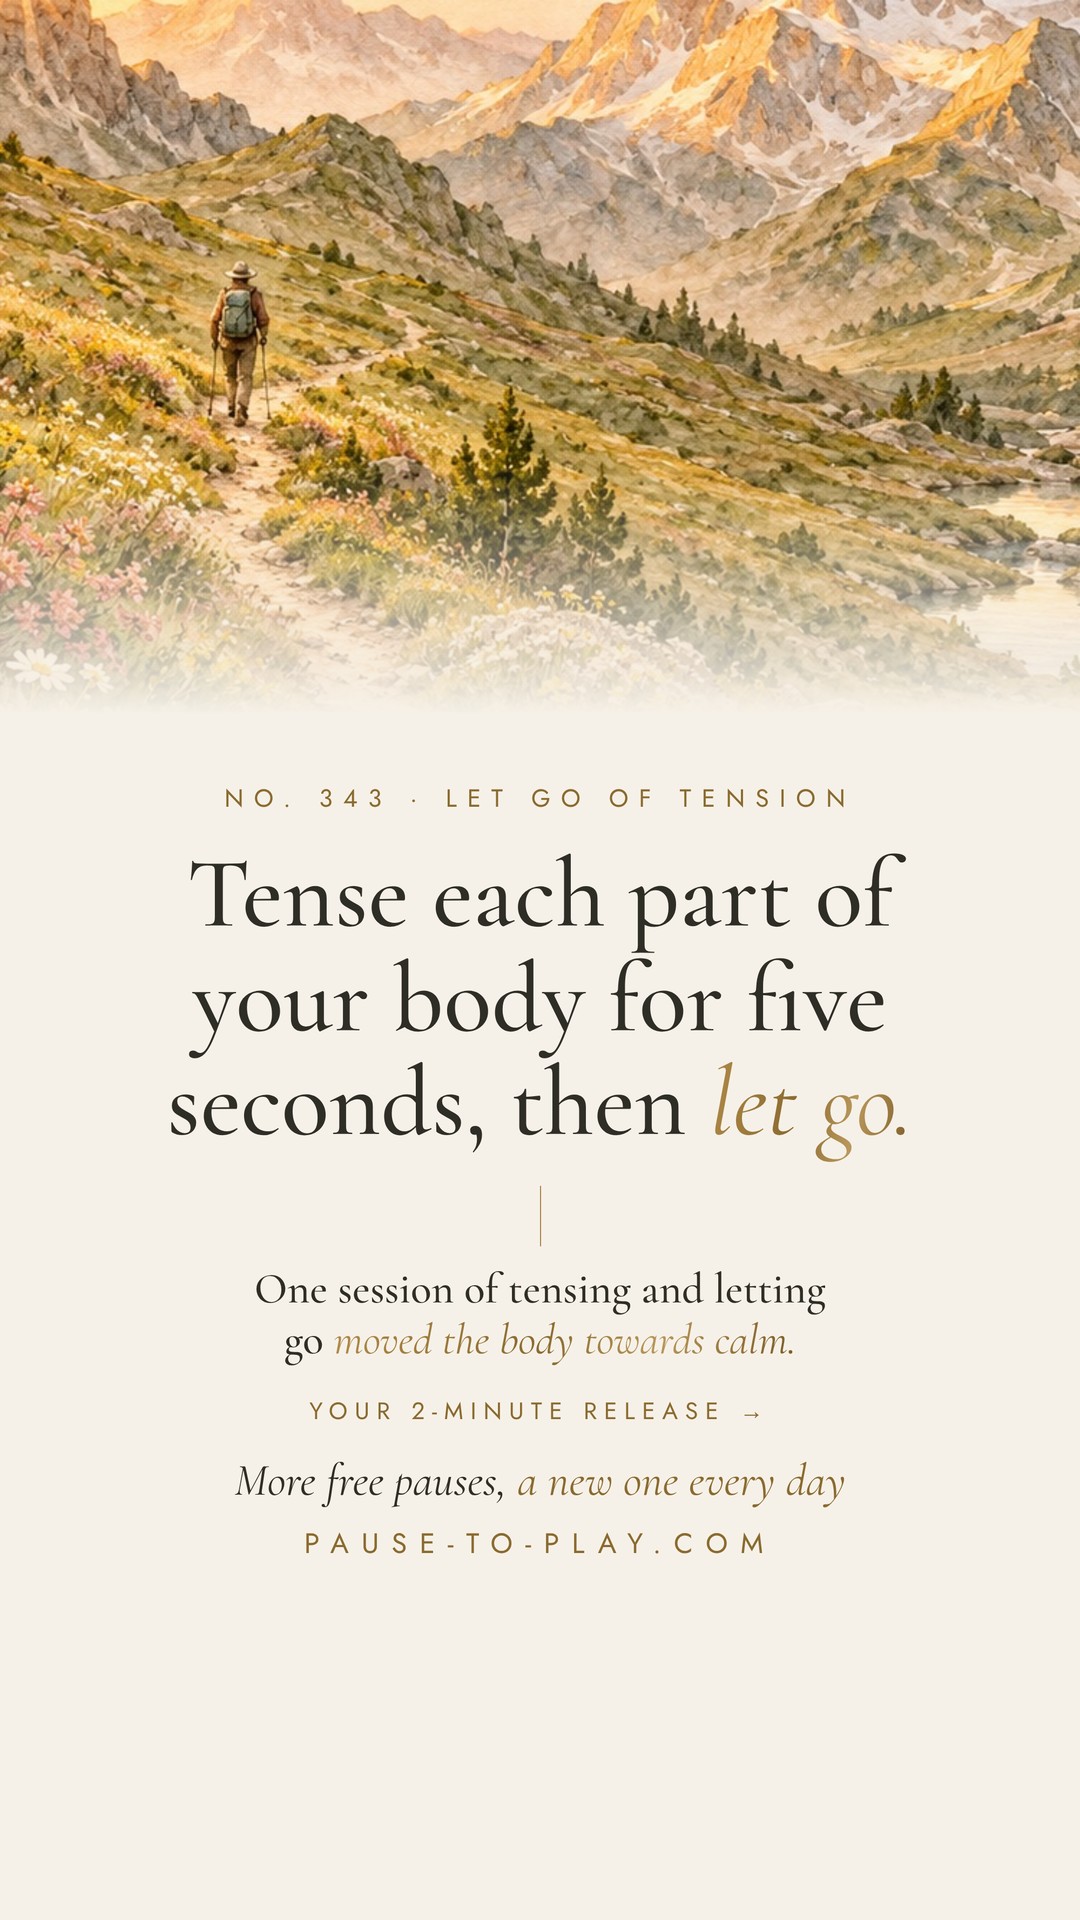 NO. 343 · LET GO OF TENSION
Tense each part of
your body for five
seconds, then let go.
One session of tensing and letting
go moved the body towards calm.
YOUR 2-MINUTE RELEASE →
More free pauses, a new one every day
PAUSE-TO-PLAY.COM